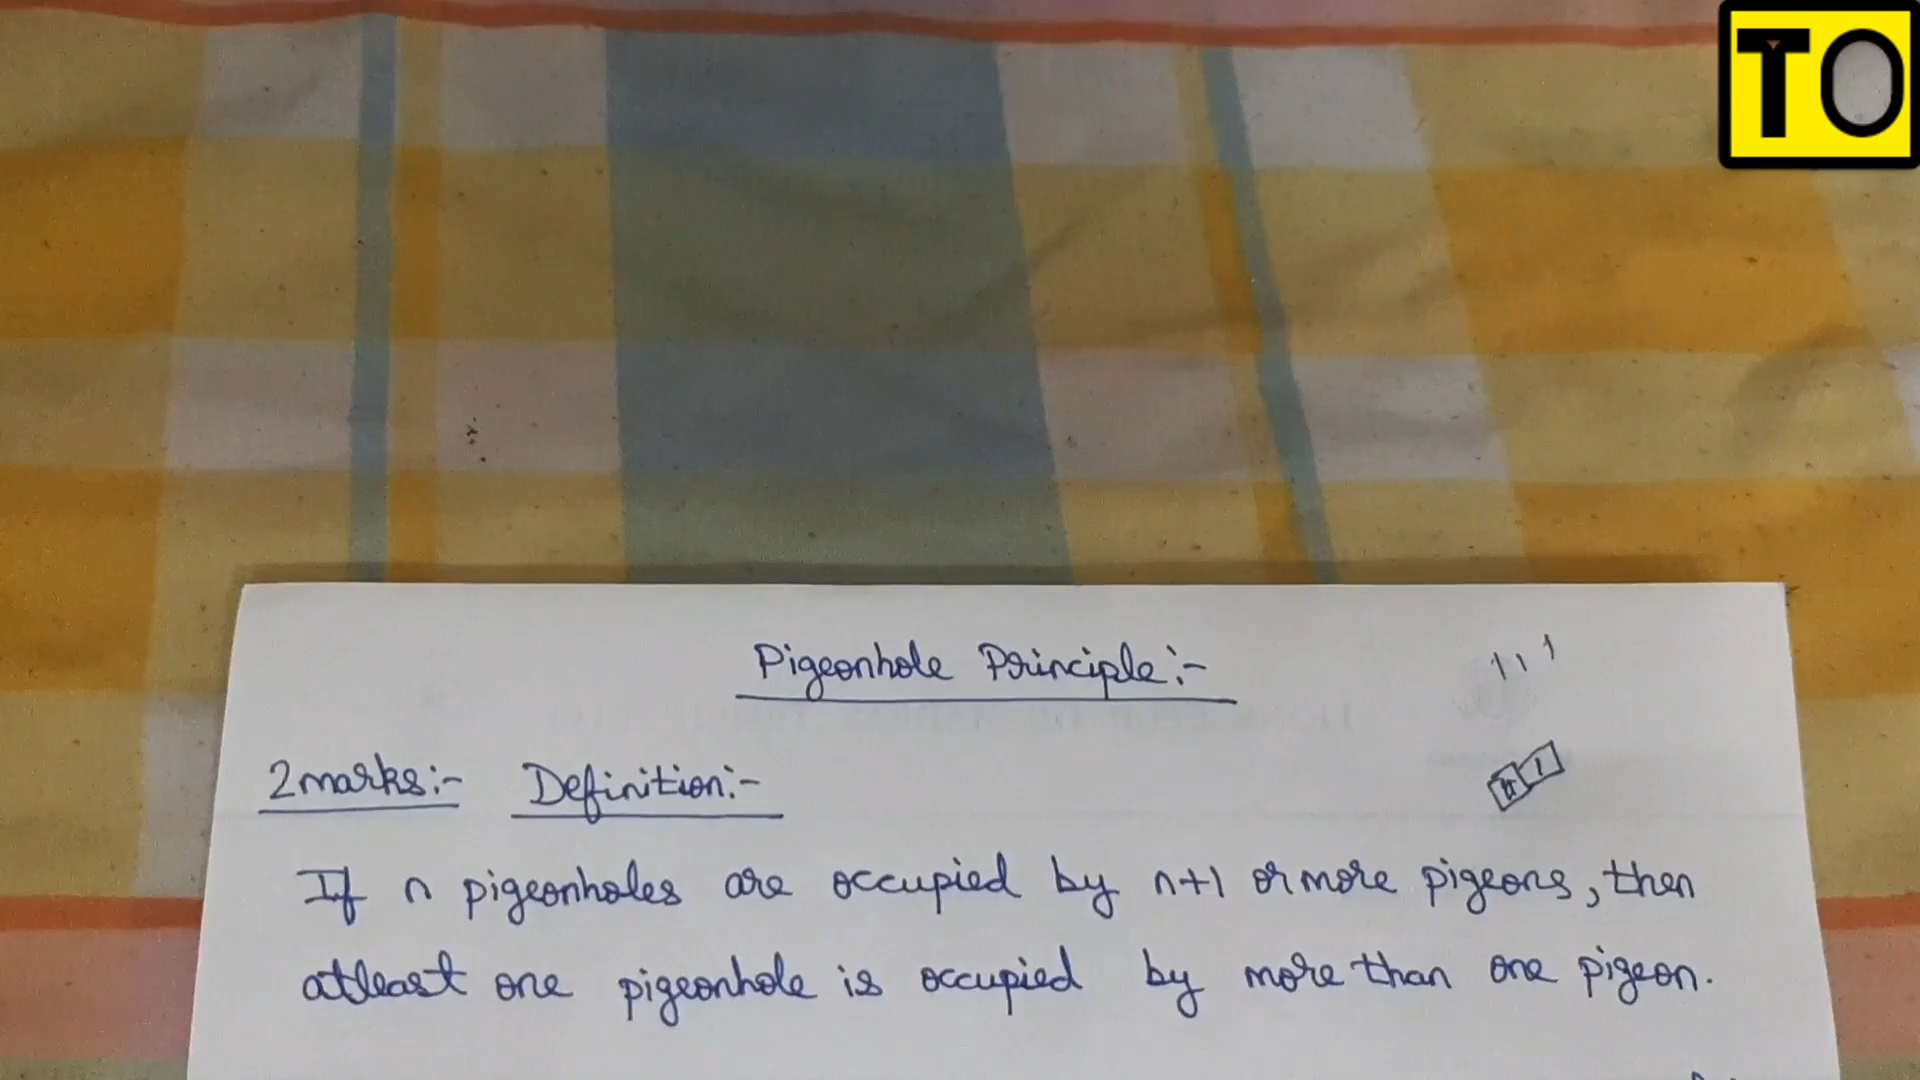 TO
Pigeonhole Principle:-
2marks:- Definition:-
If n pigeonholes are occupied by n+1 or more pigeons, then
atleast one pigeonhole is occupied by more than one pigeon.